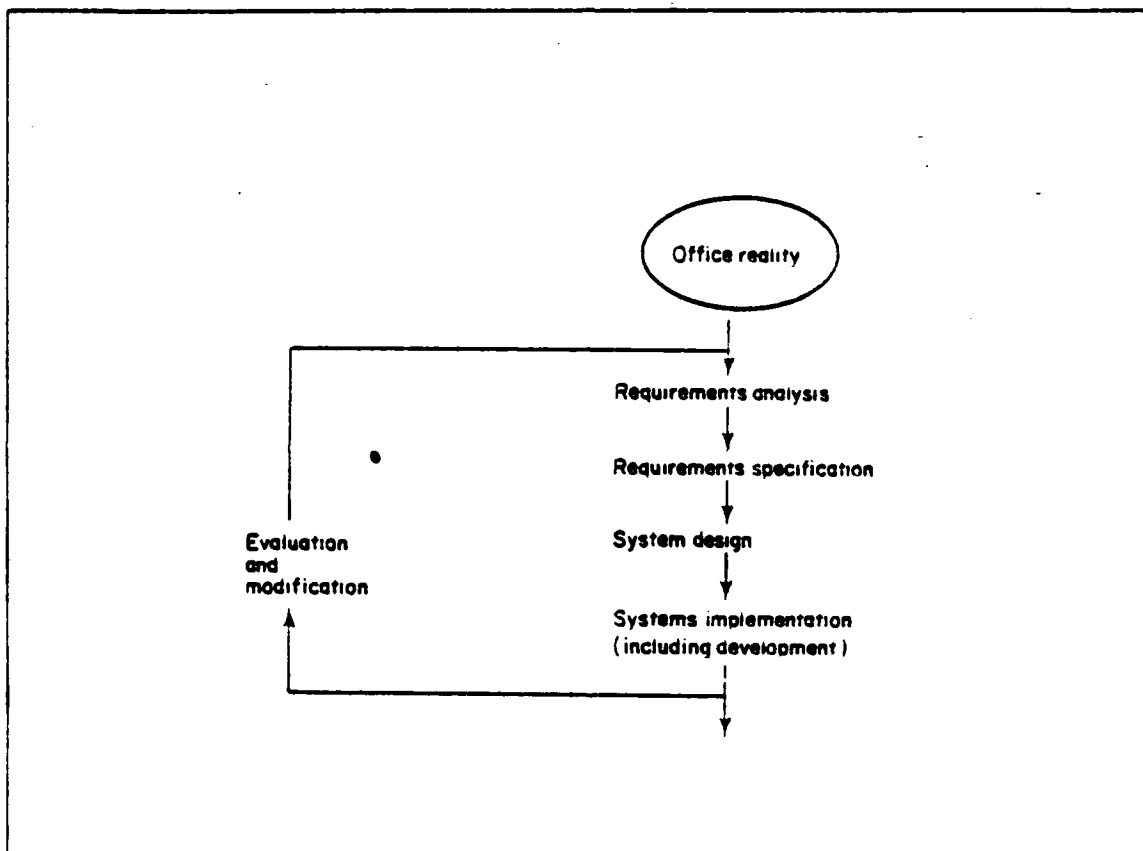 Office reality
Requirements analysis
Requirements specification
System design
Systems implementation
(including development)
Evaluation
and
modification